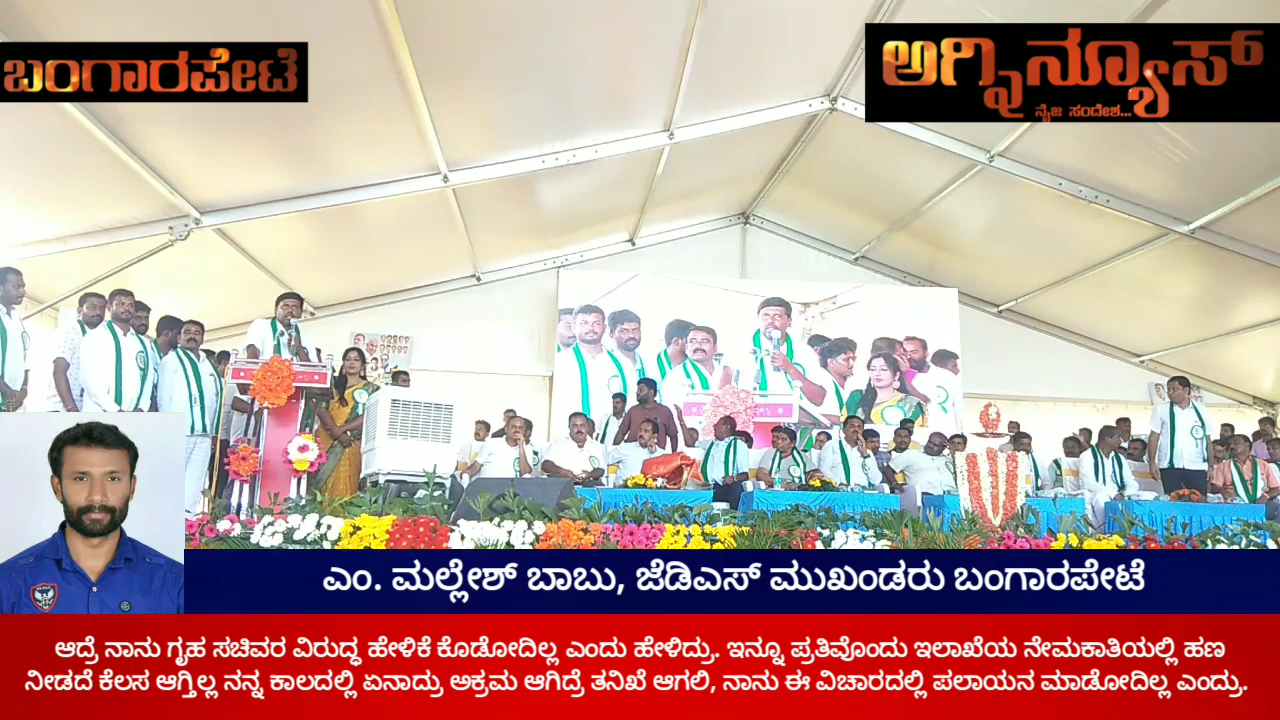 ಬಂಗಾರಪೇಟೆ
ಅಗ್ನಿನ್ಯೂಸ್
ನೈಜ ಸಂದೇಶ...
ಎಂ. ಮಲ್ಲೇಶ್ ಬಾಬು, ಜೆಡಿಎಸ್ ಮುಖಂಡರು ಬಂಗಾರಪೇಟೆ
ಆದ್ರೆ ನಾನು ಗೃಹ ಸಚಿವರ ವಿರುದ್ಧ ಹೇಳಿಕೆ ಕೊಡೋದಿಲ್ಲ ಎಂದು ಹೇಳಿದ್ರು. ಇನ್ನೂ ಪ್ರತಿವೊಂದು ಇಲಾಖೆಯ ನೇಮಕಾತಿಯಲ್ಲಿ ಹಣ
ನೀಡದೆ ಕೆಲಸ ಆಗ್ತಿಲ್ಲ ನನ್ನ ಕಾಲದಲ್ಲಿ ಏನಾದ್ರು ಅಕ್ರಮ ಆಗಿದ್ರೆ ತನಿಖೆ ಆಗಲಿ, ನಾನು ಈ ವಿಚಾರದಲ್ಲಿ ಪಲಾಯನ ಮಾಡೋದಿಲ್ಲ ಎಂದ್ರು.